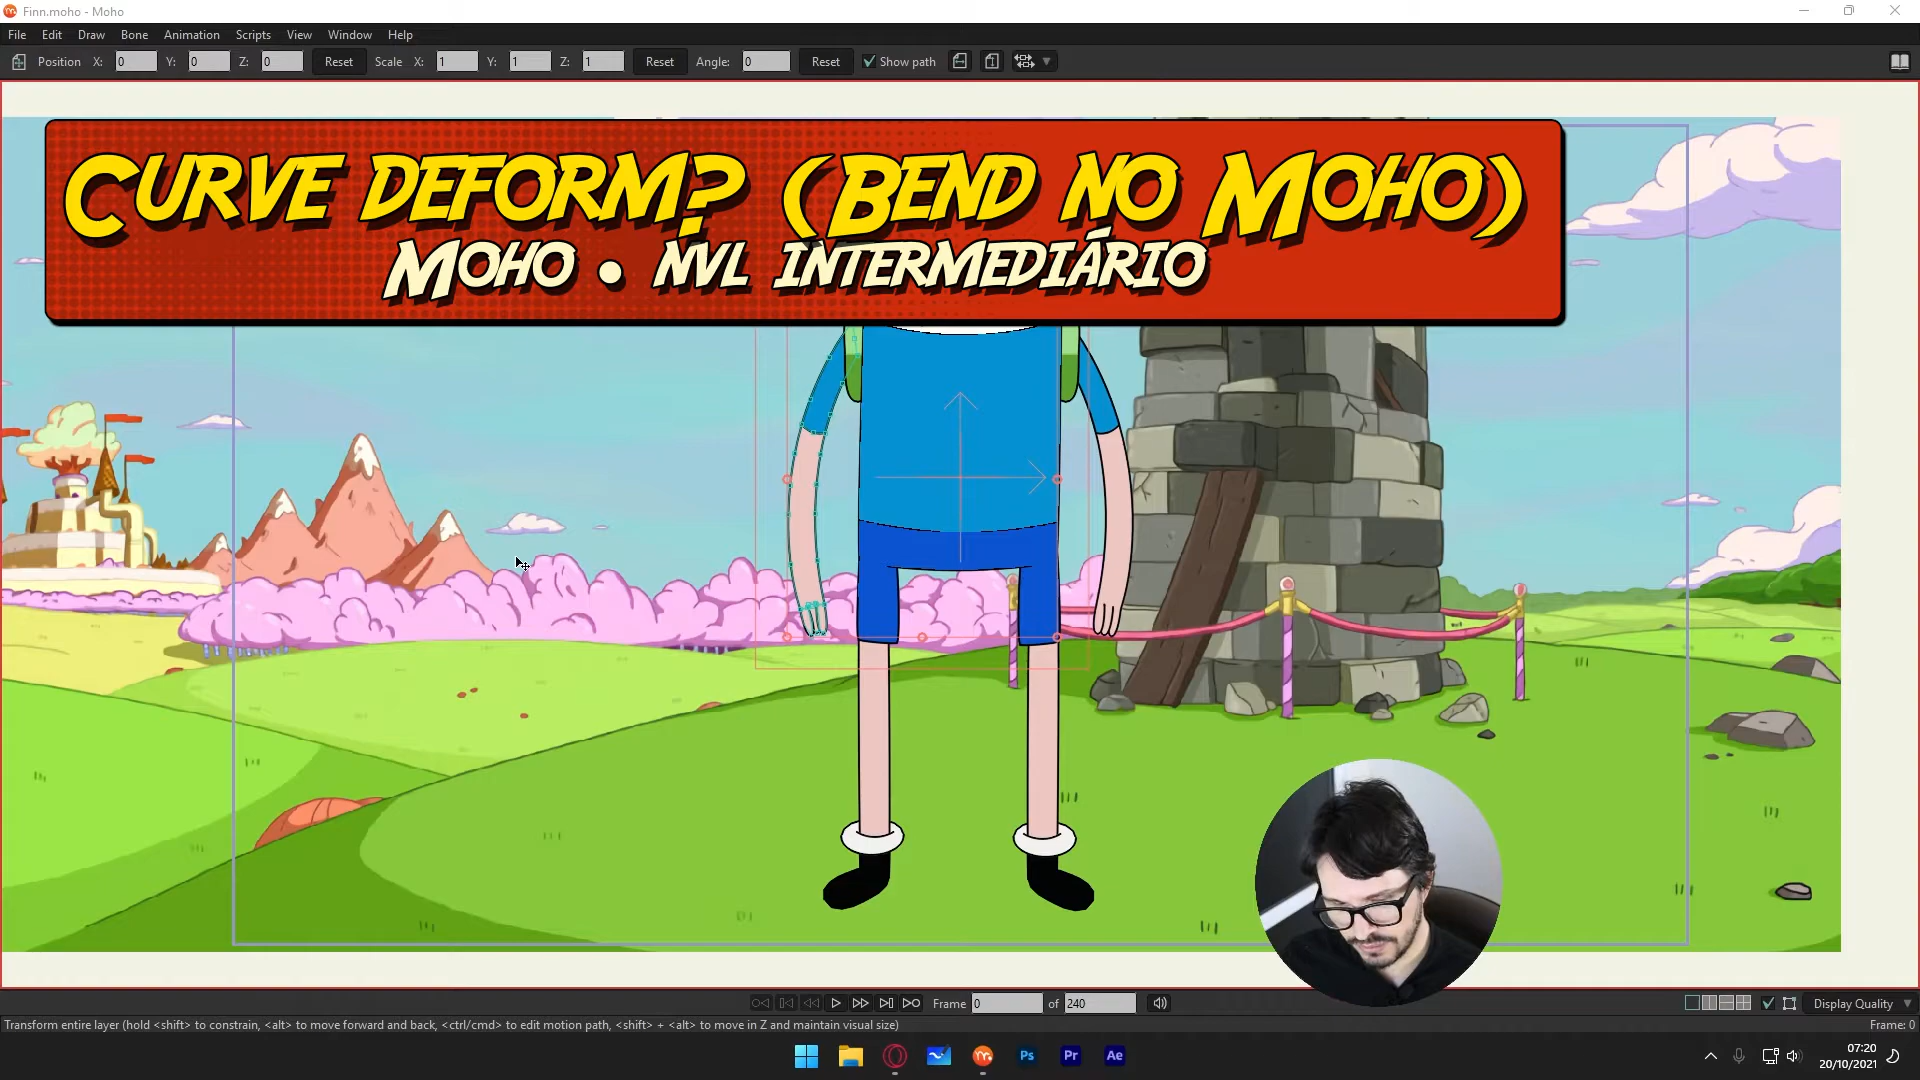 Finn.moho - Moho
File Edit Draw Bone Animation Scripts View Window Help
Position X: 0 Y: 0 Z: 0 Reset Scale X: 1 Y: 1 Z: 1 Reset Angle: 0 Reset Show path
CURVE DEFORM? (BEND NO MOHO)
MOHO • NVL INTERMEDIÁRIO
Frame 0 of 240 Display Quality
Transform entire layer (hold <shift> to constrain, <alt> to move forward and back, <ctrl/cmd> to edit motion path, <shift> + <alt> to move in Z and maintain visual size) Frame: 0
Ps Pr Ae
07:20
20/10/2021